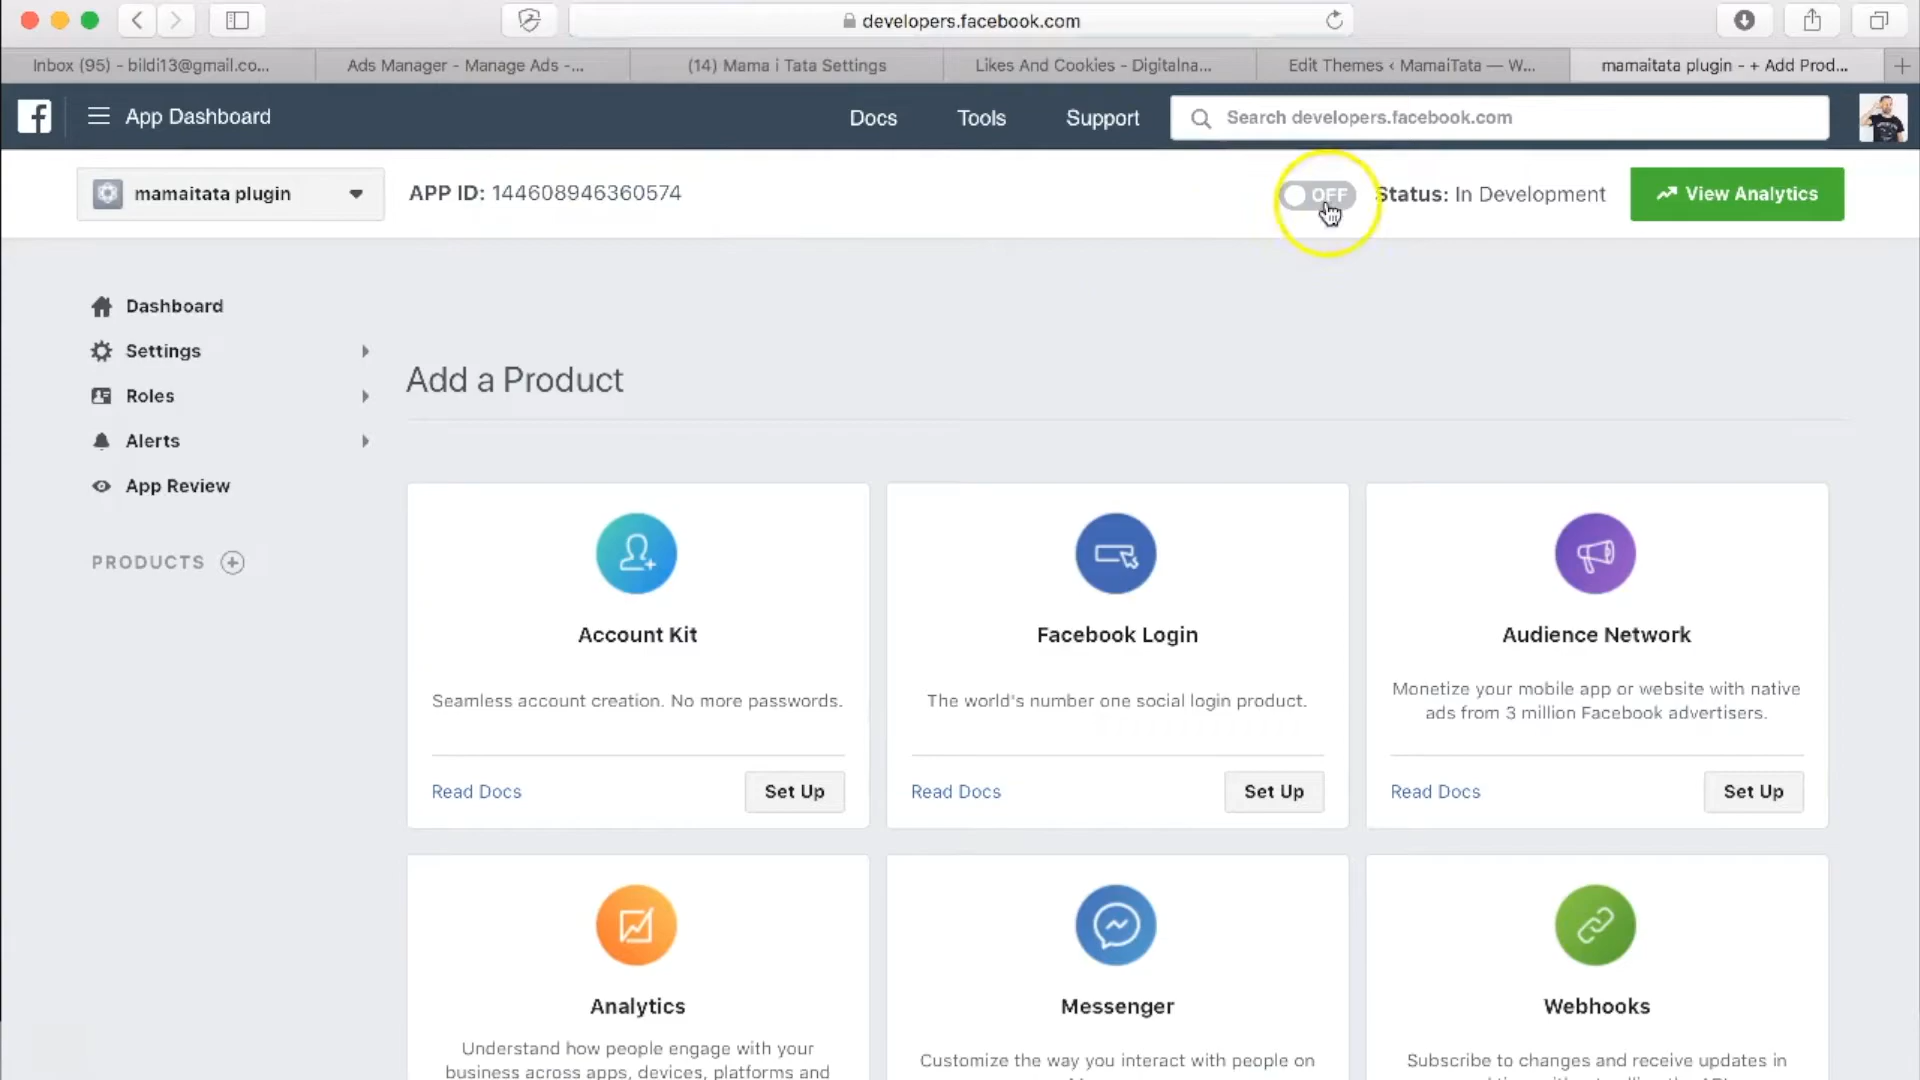 developers.facebook.com
Inbox (95) - bildi13@gmail.co...
Ads Manager - Manage Ads -...
(14) Mama i Tata Settings
Likes And Cookies - Digitalna...
Edit Themes ‹ MamaiTata — W...
mamaitata plugin - + Add Prod...
App Dashboard
Docs
Tools
Support
Search developers.facebook.com
mamaitata plugin
APP ID: 144608946360574
OFF
Status: In Development
View Analytics
Dashboard
Settings
Roles
Alerts
App Review
PRODUCTS
Add a Product
Account Kit
Seamless account creation. No more passwords.
Read Docs
Set Up
Facebook Login
The world's number one social login product.
Read Docs
Set Up
Audience Network
Monetize your mobile app or website with native
ads from 3 million Facebook advertisers.
Read Docs
Set Up
Analytics
Understand how people engage with your
business across apps, devices, platforms and
Messenger
Customize the way you interact with people on
Webhooks
Subscribe to changes and receive updates in